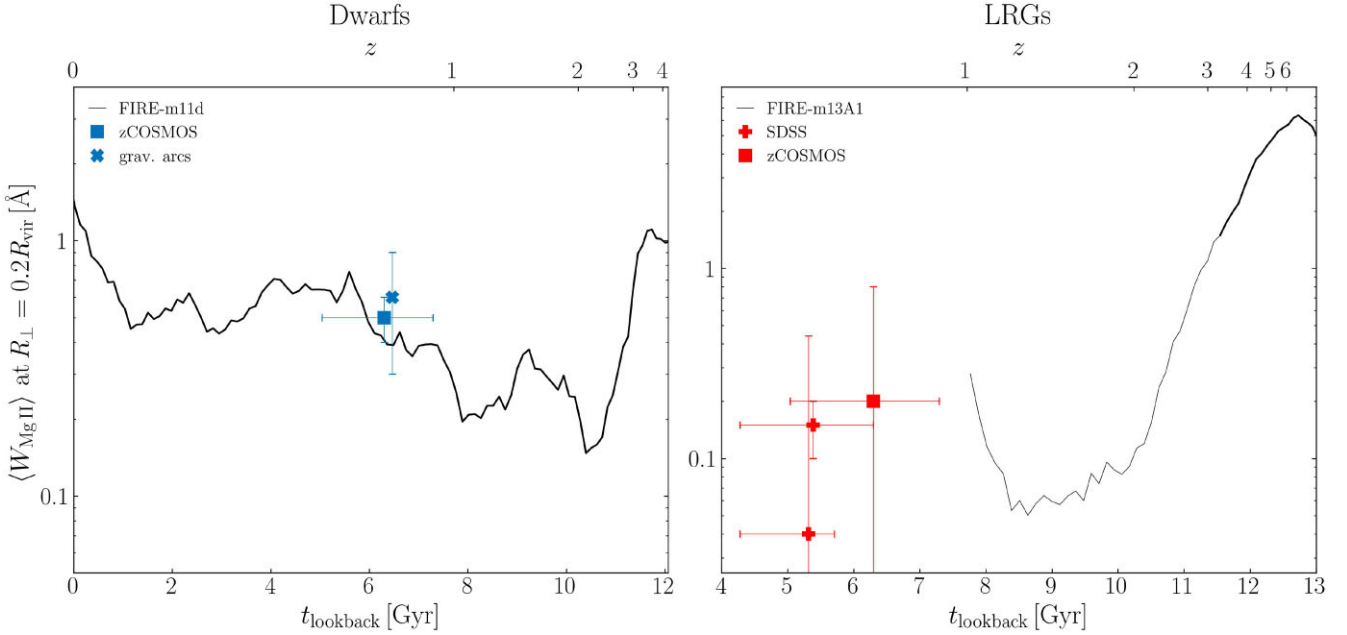 Dwarfs
z
0 1 2 3 4
FIRE-m11d
zCOSMOS
grav. arcs
1
0.1
⟨W_MgII⟩ at R_⊥ = 0.2R_vir [Å]
0 2 4 6 8 10 12
t_lookback [Gyr]
LRGs
z
1 2 3 4 5 6
FIRE-m13A1
SDSS
zCOSMOS
1
0.1
4 5 6 7 8 9 10 11 12 13
t_lookback [Gyr]